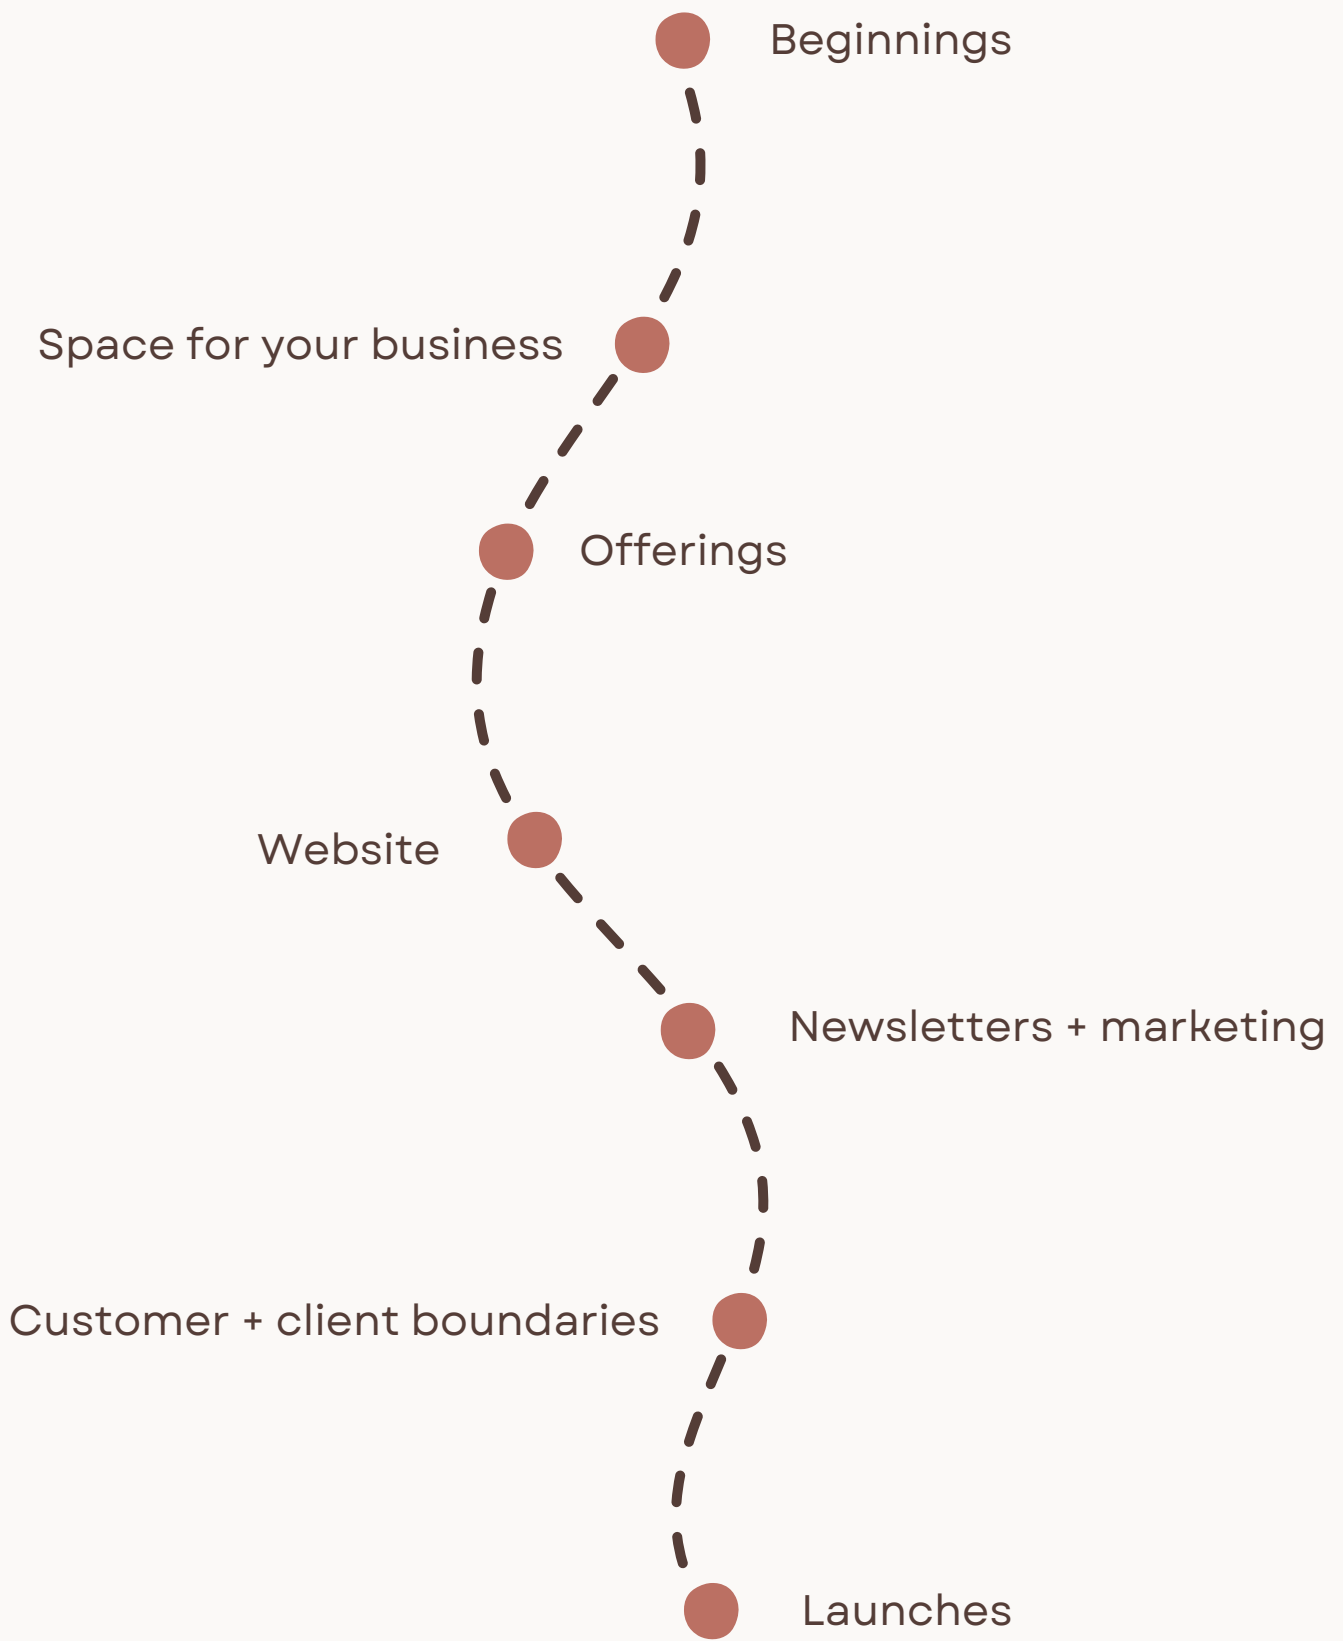 Beginnings
Space for your business
Offerings
Website
Newsletters + marketing
Customer + client boundaries
Launches